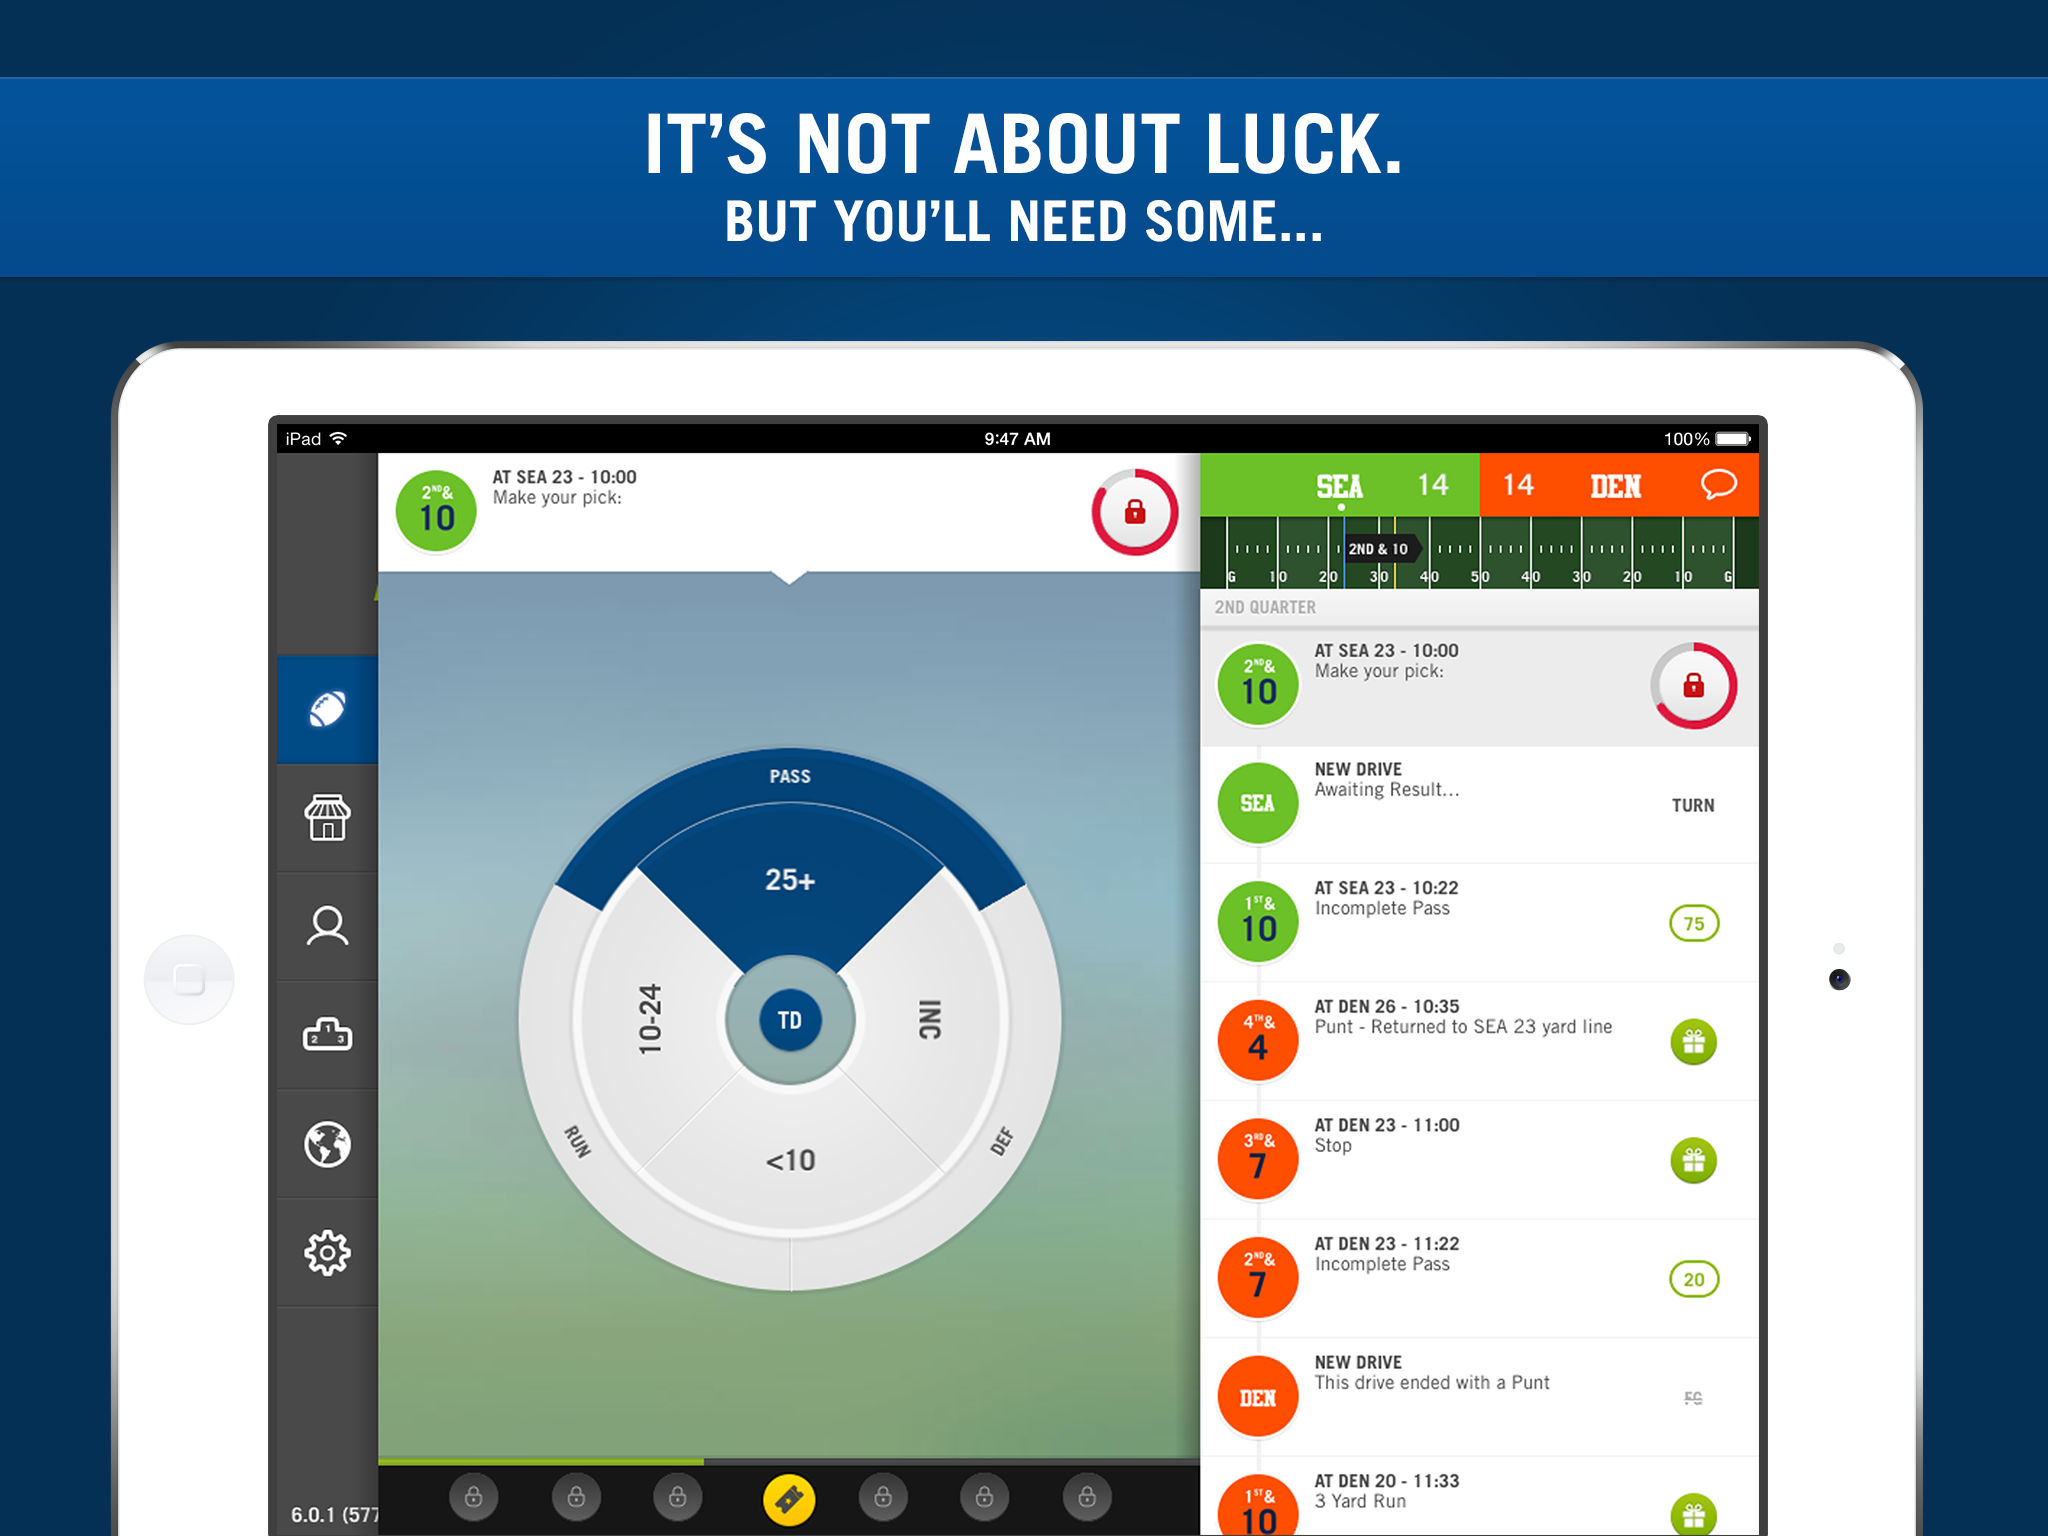 IT'S NOT ABOUT LUCK.
BUT YOU'LL NEED SOME...
iPad
9:47 AM
100%
2ND&
10
AT SEA 23 - 10:00
Make your pick:
PASS
25+
10-24
TD
INC
<10
RUN
DEF
1
2 3
6.0.1 (577
SEA 14
14 DEN
2ND & 10
G 10 20 30 40 50 40 30 20 10 G
2ND QUARTER
2ND&
10
AT SEA 23 - 10:00
Make your pick:
SEA
NEW DRIVE
Awaiting Result...
TURN
1ST&
10
AT SEA 23 - 10:22
Incomplete Pass
75
4TH&
4
AT DEN 26 - 10:35
Punt - Returned to SEA 23 yard line
3RD&
7
AT DEN 23 - 11:00
Stop
2ND&
7
AT DEN 23 - 11:22
Incomplete Pass
20
DEN
NEW DRIVE
This drive ended with a Punt
FG
1ST&
10
AT DEN 20 - 11:33
3 Yard Run